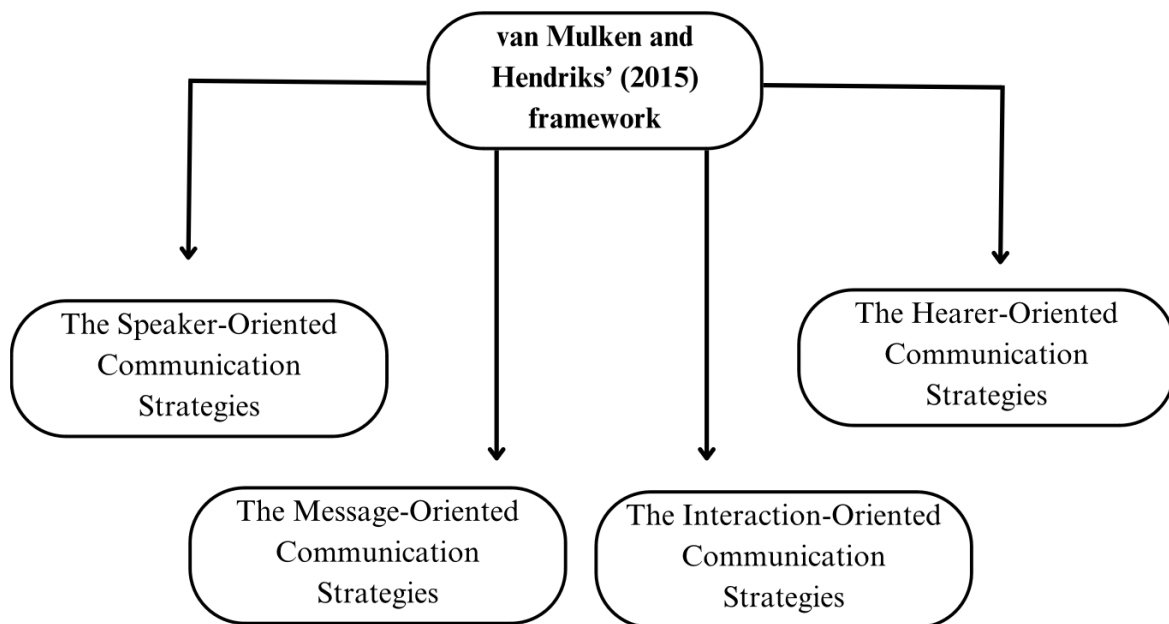 van Mulken and
Hendriks’ (2015)
framework
The Speaker-Oriented
Communication
Strategies
The Hearer-Oriented
Communication
Strategies
The Message-Oriented
Communication
Strategies
The Interaction-Oriented
Communication
Strategies